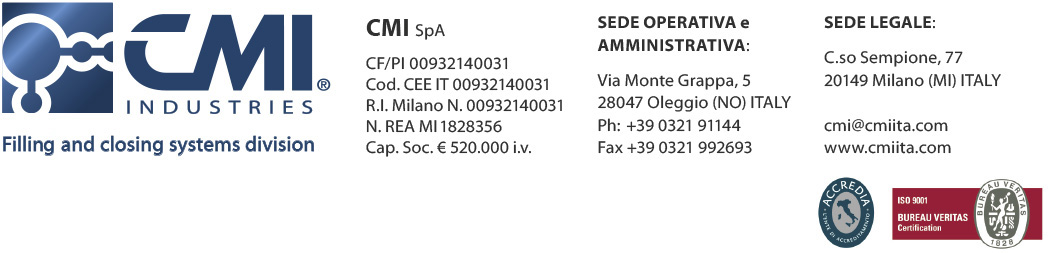 CMI®
INDUSTRIES
Filling and closing systems division
CMI SpA
CF/PI 00932140031
Cod. CEE IT 00932140031
R.I. Milano N. 00932140031
N. REA MI 1828356
Cap. Soc. € 520.000 i.v.
SEDE OPERATIVA e
AMMINISTRATIVA:
Via Monte Grappa, 5
28047 Oleggio (NO) ITALY
Ph: +39 0321 91144
Fax +39 0321 992693
SEDE LEGALE:
C.so Sempione, 77
20149 Milano (MI) ITALY
cmi@cmiita.com
www.cmiita.com
ACCREDIA
L'ENTE DI ACCREDITAMENTO
ISO 9001
BUREAU VERITAS
Certification
BUREAU VERITAS
1828